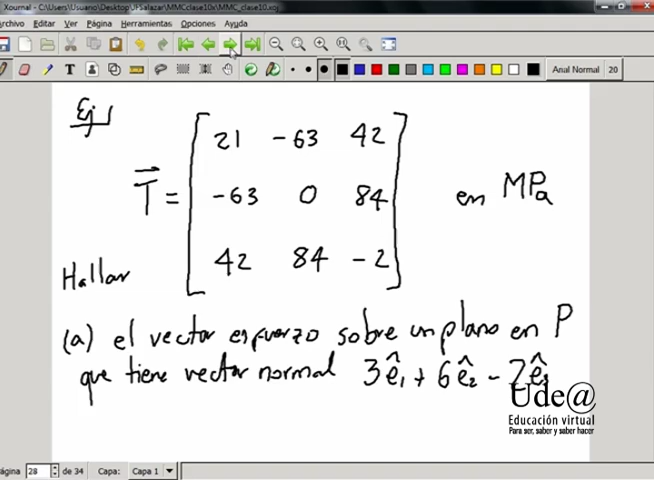 Xournal - C:/Users/Usuano/Desktop/JFSalazar/MMCclase10x/MMC_clase10.xoj
Archivo Editar Ver Página Herramientas Opciones Ayuda
Anal Normal 20
Ej 1
T = [ 21 -63 42
-63 0 84
42 84 -2 ] en MPa
Hallar
(a) el vector esfuerzo sobre un plano en P
que tiene vector normal 3ê₁ + 6ê₂ -
Ude@
Educación virtual
Para ser, saber y saber hacer
Página 28 de 34 Capa: Capa 1